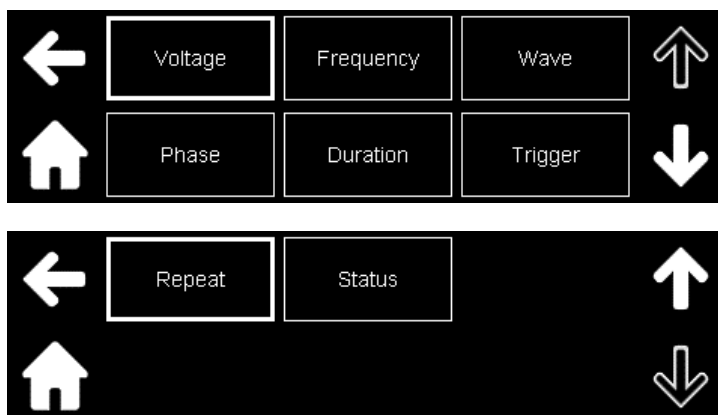 Voltage Frequency Wave
Phase Duration Trigger
Repeat Status